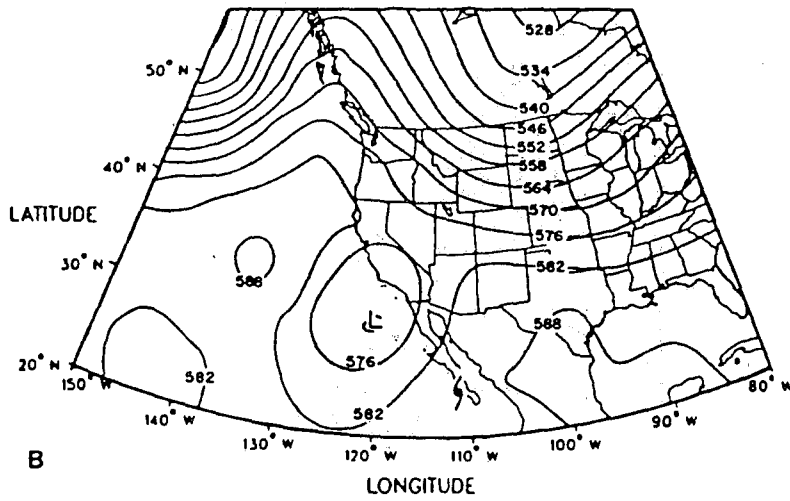 528
50° N
534
540
546
552
40° N
558
564
LATITUDE
570
576
30° N
582
588
588
L
576
20° N
150° W
582
582
80° W
140° W
90° W
130° W
120° W
110° W
100° W
B
LONGITUDE